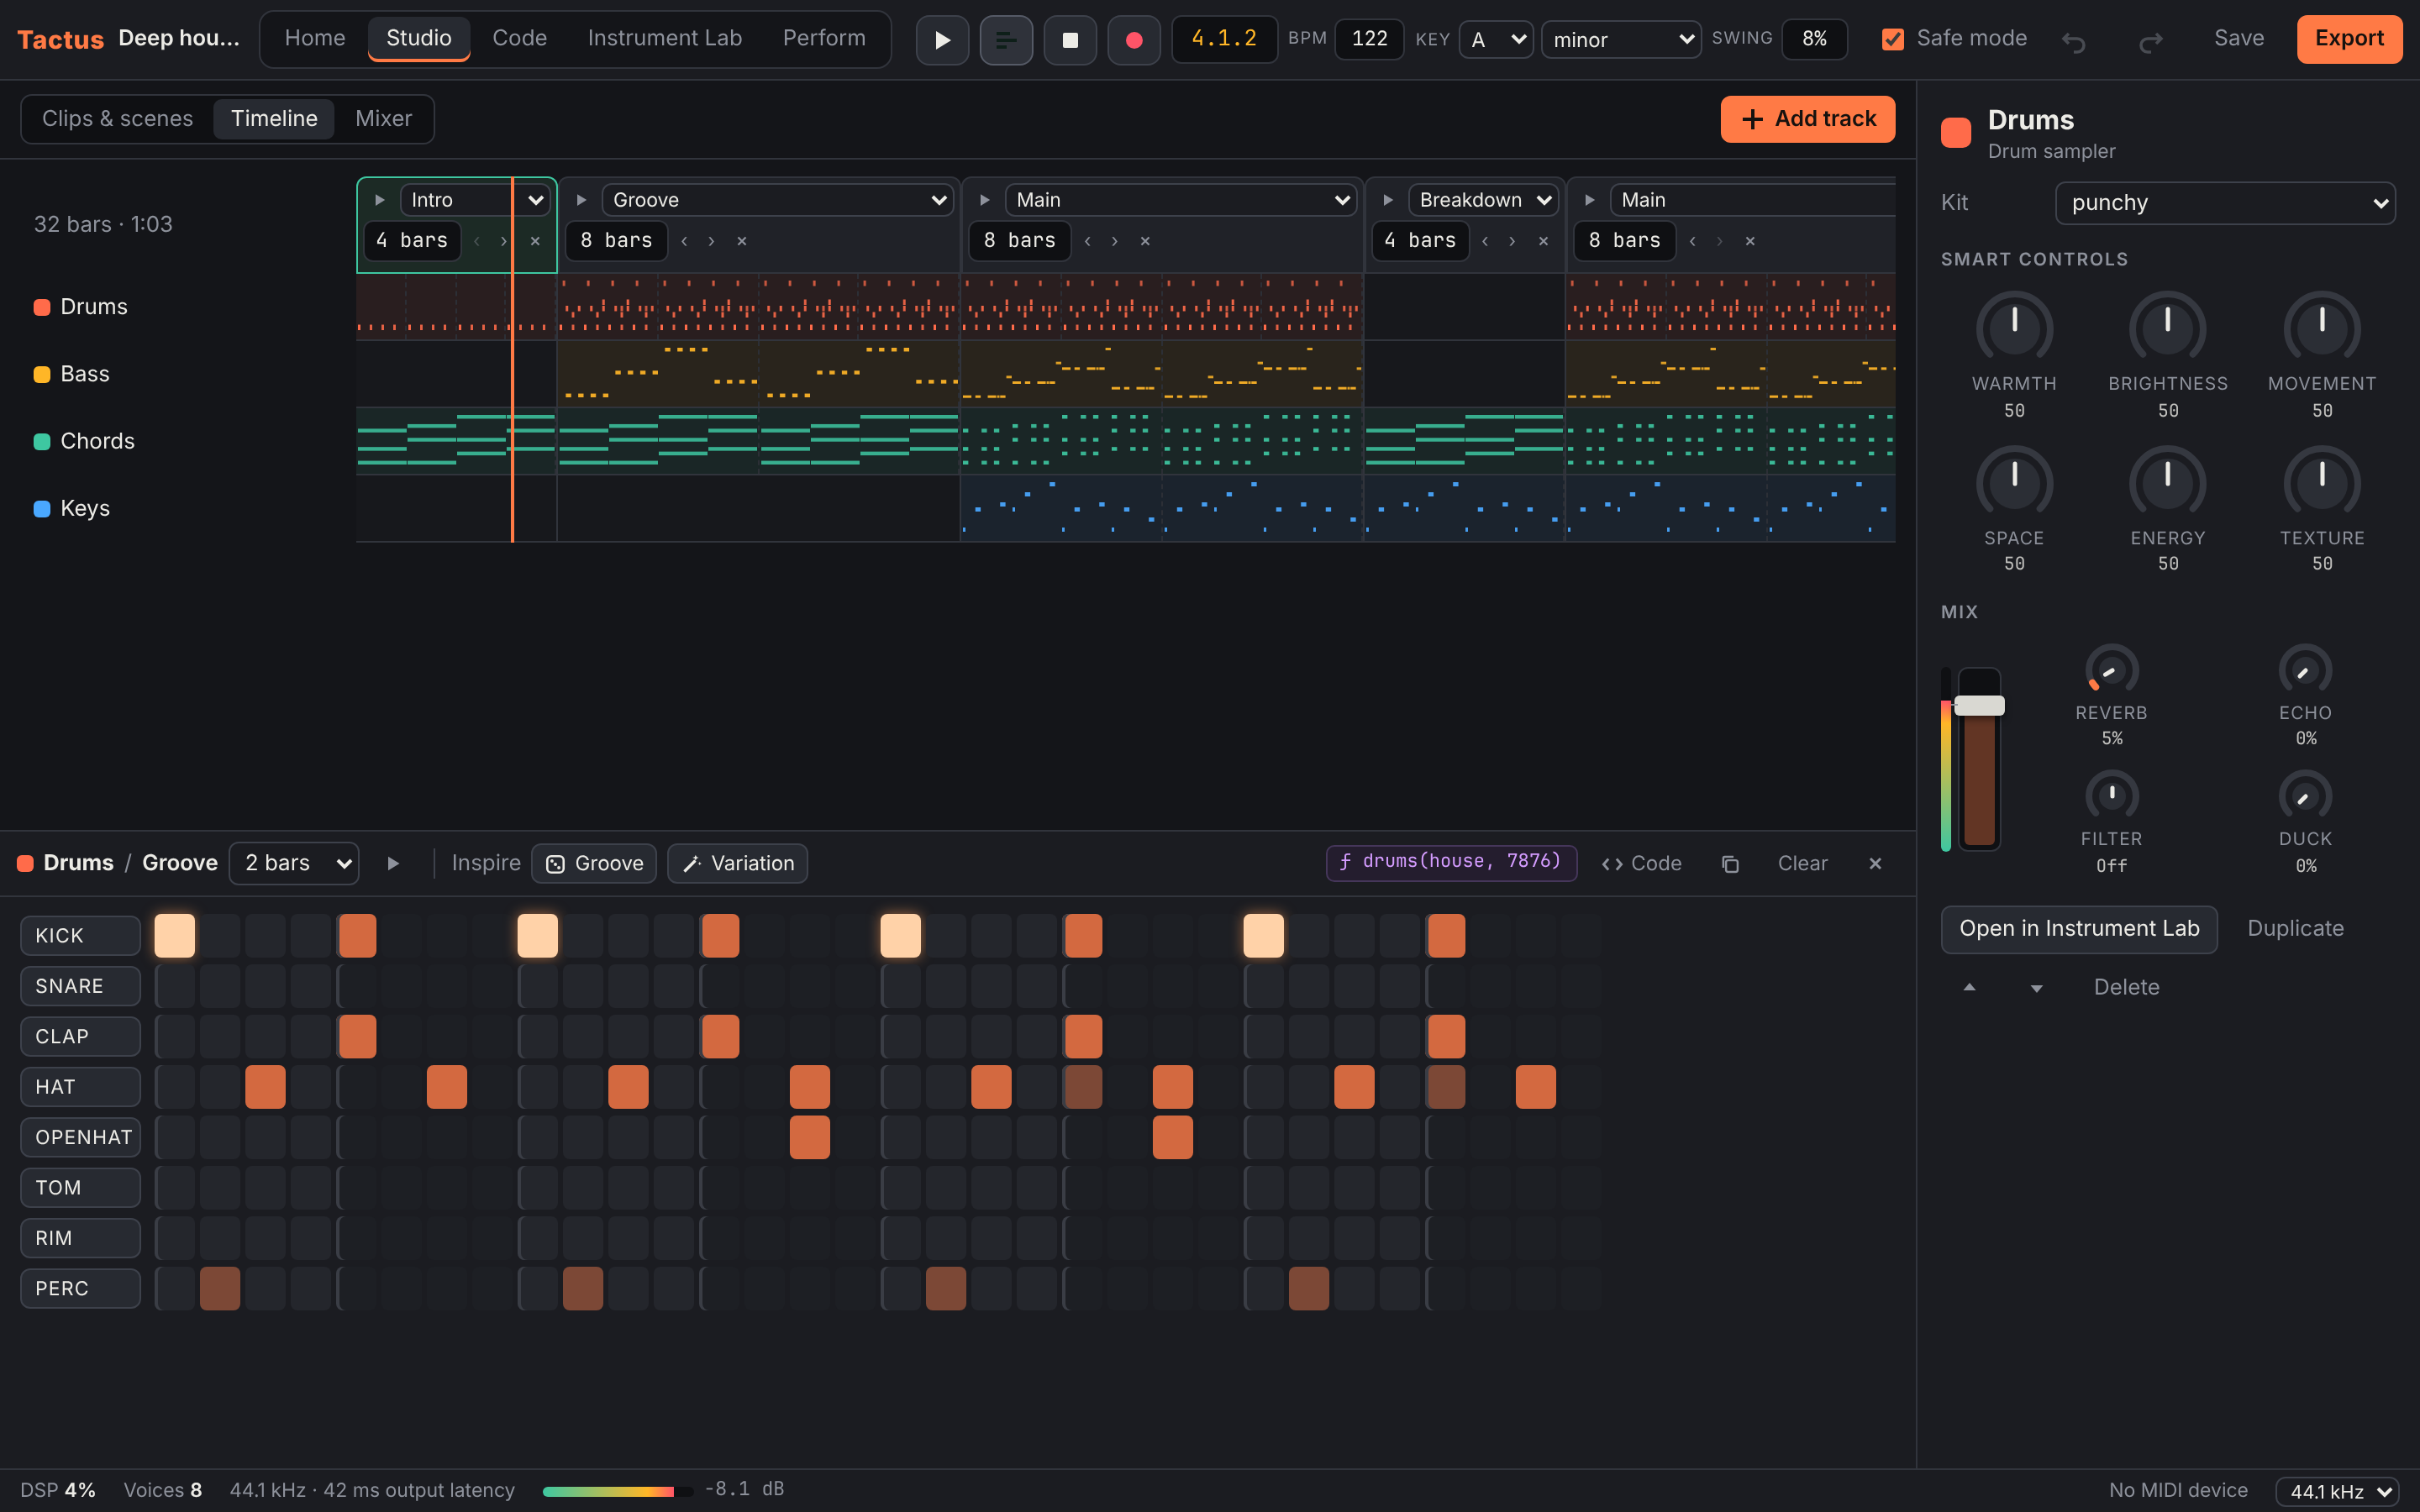 Tactus Deep hou... Home Studio Code Instrument Lab Perform 4.1.2 BPM 122 KEY A minor SWING 8% Safe mode Save Export
Clips & scenes Timeline Mixer Add track
32 bars · 1:03
Intro Groove Main Breakdown Main
4 bars 8 bars 8 bars 4 bars 8 bars
Drums
Bass
Chords
Keys
Drums
Drum sampler
Kit punchy
SMART CONTROLS
WARMTH BRIGHTNESS MOVEMENT
50 50 50
SPACE ENERGY TEXTURE
50 50 50
MIX
REVERB ECHO
5% 0%
FILTER DUCK
Off 0%
Open in Instrument Lab Duplicate
Delete
Drums / Groove 2 bars Inspire Groove Variation ƒ drums(house, 7876) Code Clear
KICK
SNARE
CLAP
HAT
OPENHAT
TOM
RIM
PERC
DSP 4% Voices 8 44.1 kHz · 42 ms output latency -8.1 dB No MIDI device 44.1 kHz